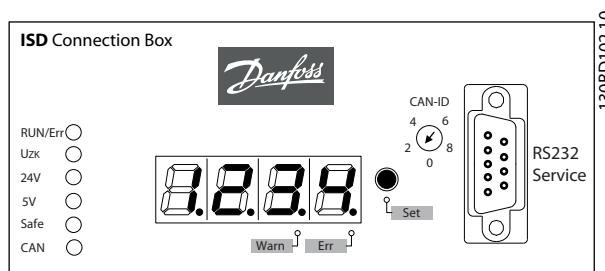 ISD Connection Box
Danfoss
CAN-ID
4 6
2 8
0
RUN/Err
UZK
24V
5V
Safe
CAN
1.2.3.4.
Set
Warn Err
RS232
Service
130BD102.10